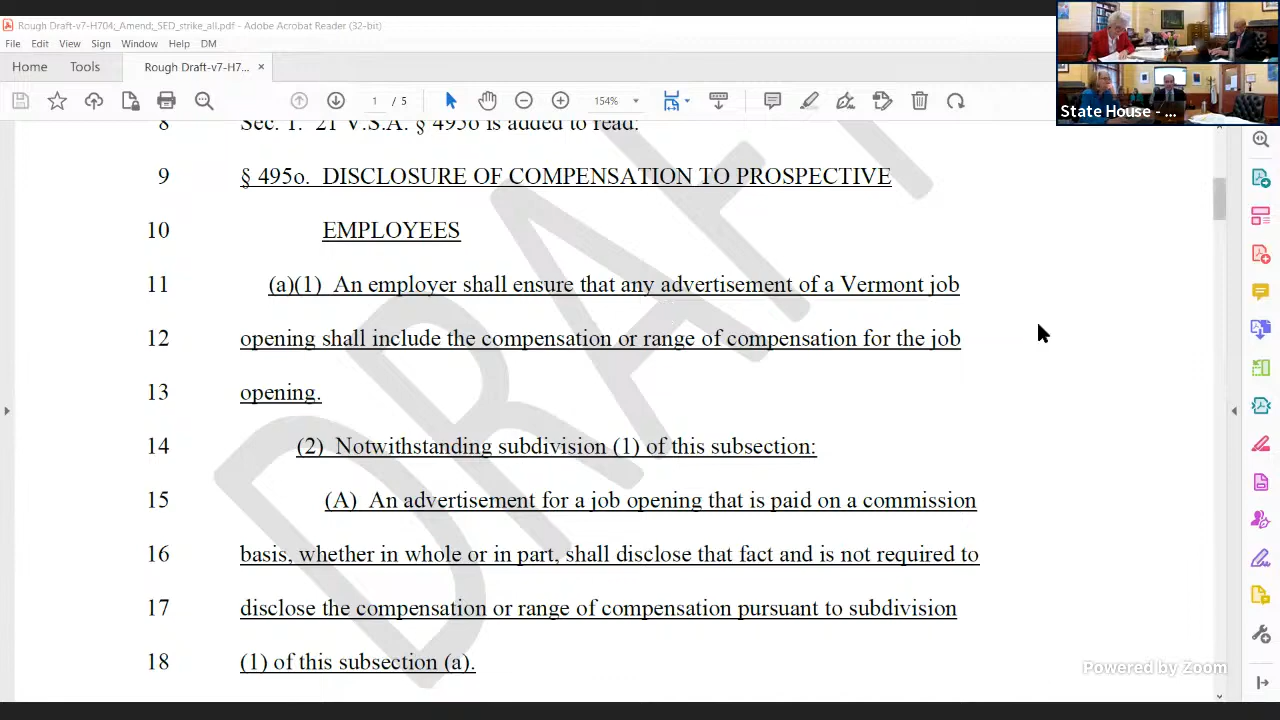 Rough Draft-v7-H704;_Amend;_SED_strike_all.pdf - Adobe Acrobat Reader (32-bit)
File Edit View Sign Window Help DM
Home Tools Rough Draft-v7-H7... ×
1 / 5 154%
State House - ...
DRAFT
8 Sec. 1. 21 V.S.A. § 495o is added to read:
9 § 495o. DISCLOSURE OF COMPENSATION TO PROSPECTIVE
10 EMPLOYEES
11 (a)(1) An employer shall ensure that any advertisement of a Vermont job
12 opening shall include the compensation or range of compensation for the job
13 opening.
14 (2) Notwithstanding subdivision (1) of this subsection:
15 (A) An advertisement for a job opening that is paid on a commission
16 basis, whether in whole or in part, shall disclose that fact and is not required to
17 disclose the compensation or range of compensation pursuant to subdivision
18 (1) of this subsection (a).
Powered by Zoom